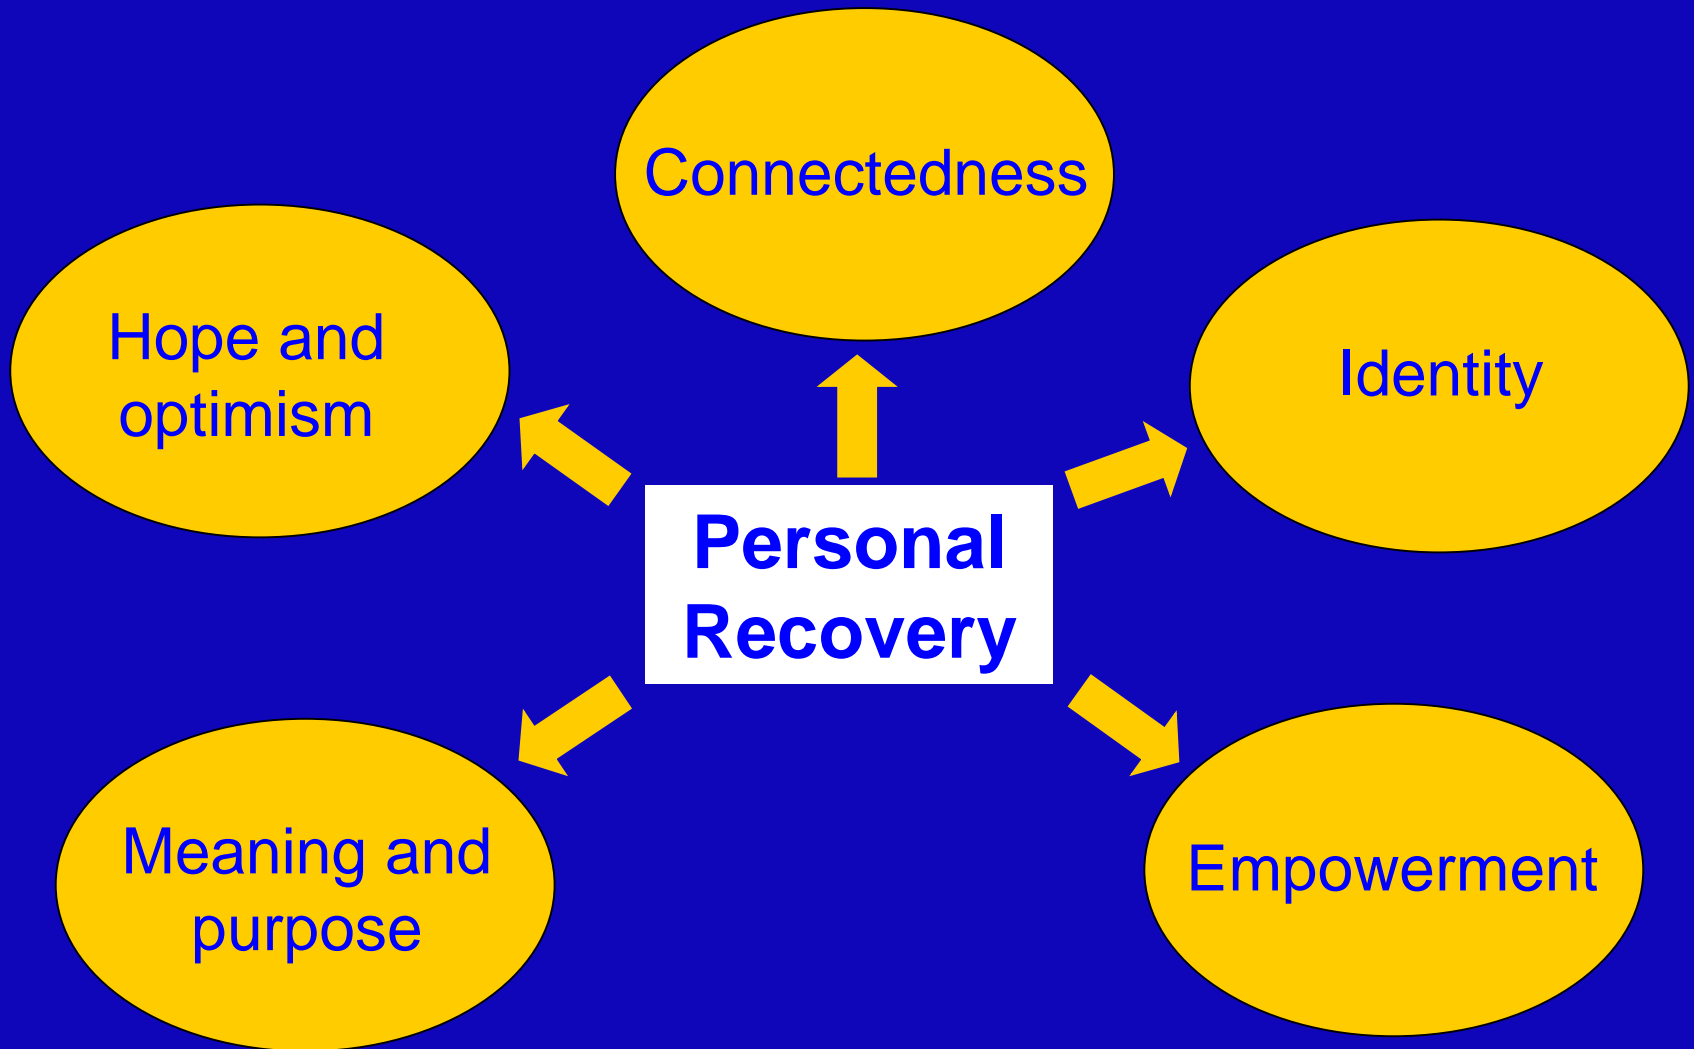 Connectedness
Hope and
optimism
Identity
Personal
Recovery
Meaning and
purpose
Empowerment